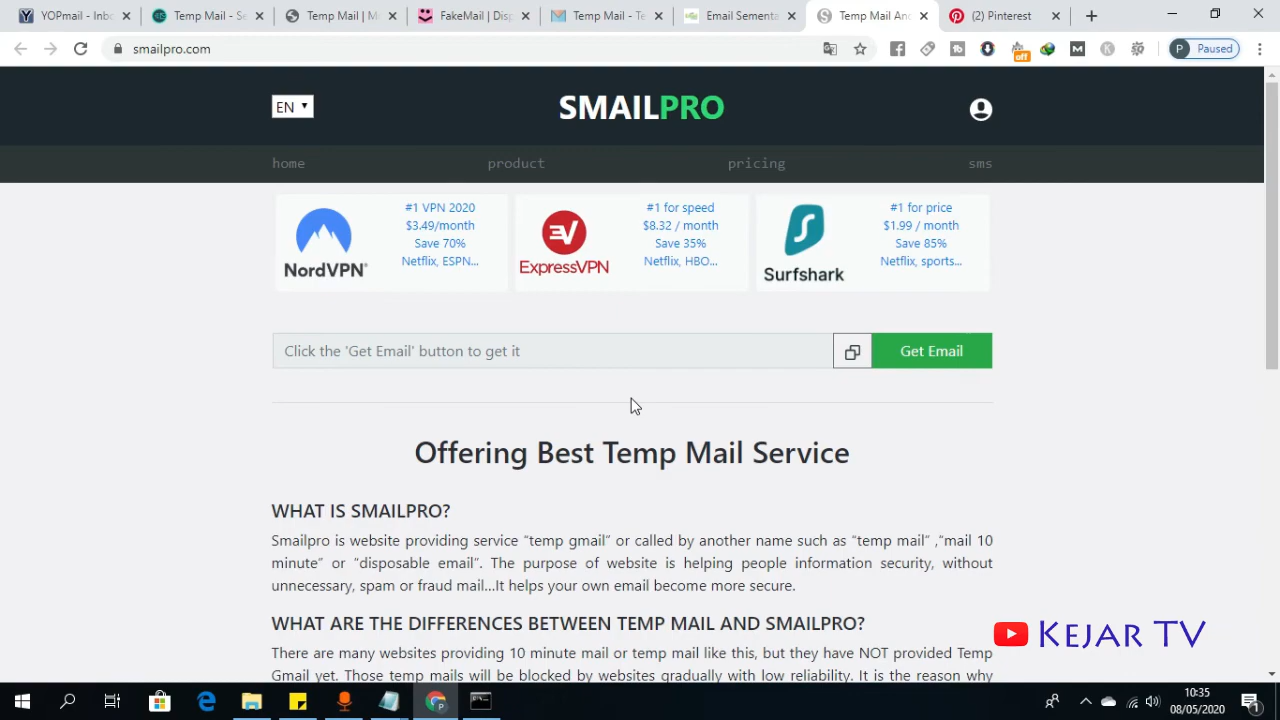 YOPmail - Inbo
Temp Mail - Se
Temp Mail | M
FakeMail | Disp
Temp Mail - Te
Email Sementa
Temp Mail And
(2) Pinterest
smailpro.com
off
P Paused
EN
SMAILPRO
home
product
pricing
sms
NordVPN®
#1 VPN 2020
$3.49/month
Save 70%
Netflix, ESPN...
ExpressVPN
#1 for speed
$8.32 / month
Save 35%
Netflix, HBO...
Surfshark
#1 for price
$1.99 / month
Save 85%
Netflix, sports...
Click the 'Get Email' button to get it
Get Email
Offering Best Temp Mail Service
WHAT IS SMAILPRO?
Smailpro is website providing service “temp gmail” or called by another name such as “temp mail” ,“mail 10
minute” or “disposable email”. The purpose of website is helping people information security, without
unnecessary, spam or fraud mail...It helps your own email become more secure.
WHAT ARE THE DIFFERENCES BETWEEN TEMP MAIL AND SMAILPRO?
There are many websites providing 10 minute mail or temp mail like this, but they have NOT provided Temp
Gmail yet. Those temp mails will be blocked by websites gradually with low reliability. It is the reason why
KEJAR TV
10:35
08/05/2020
1